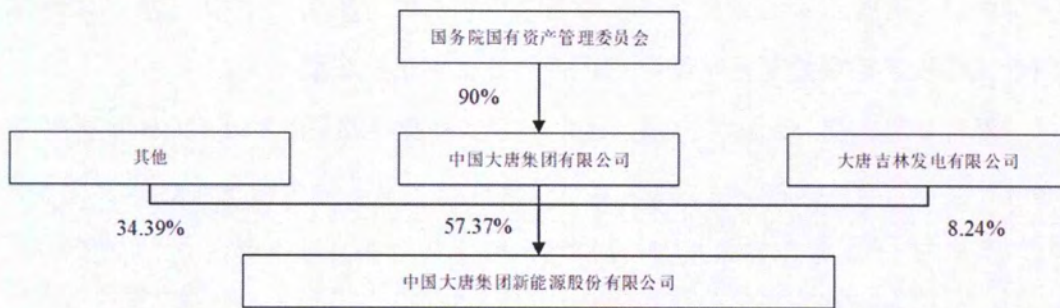 国务院国有资产管理委员会
90%
其他
中国大唐集团有限公司
大唐吉林发电有限公司
34.39%
57.37%
8.24%
中国大唐集团新能源股份有限公司